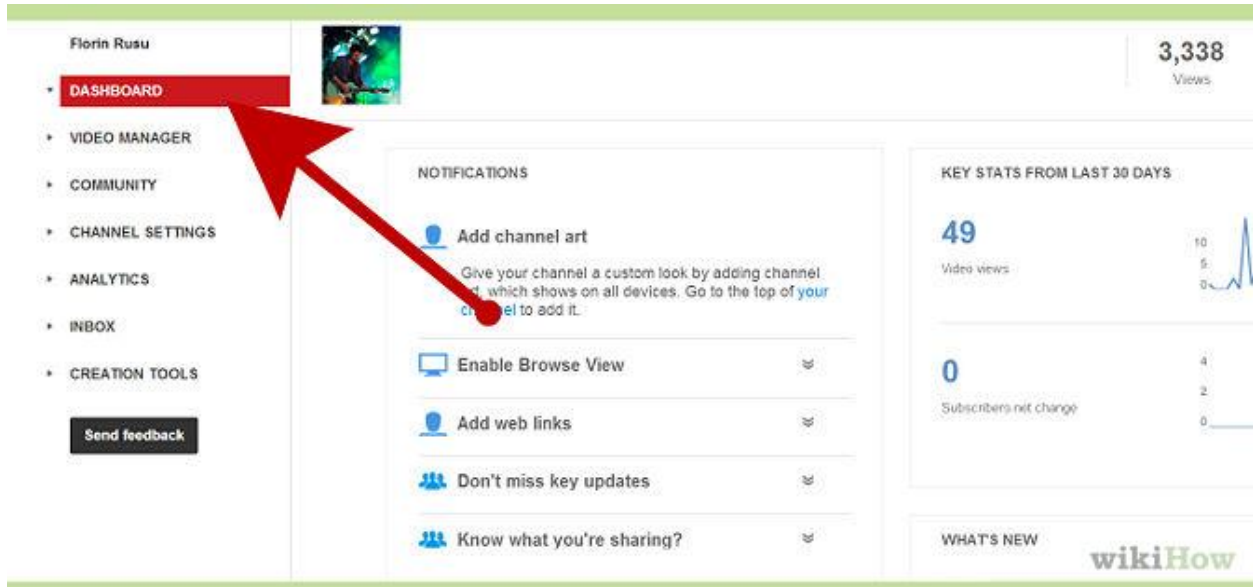 Florin Rusu
DASHBOARD
VIDEO MANAGER
COMMUNITY
CHANNEL SETTINGS
ANALYTICS
INBOX
CREATION TOOLS
Send feedback
3,338
Views
NOTIFICATIONS
Add channel art
Give your channel a custom look by adding channel
which shows on all devices. Go to the top of your
to add it.
Enable Browse View
Add web links
Don't miss key updates
Know what you're sharing?
KEY STATS FROM LAST 30 DAYS
49
Video views
10
5
0
0
Subscribers net change
4
2
0
WHAT'S NEW
wikiHow